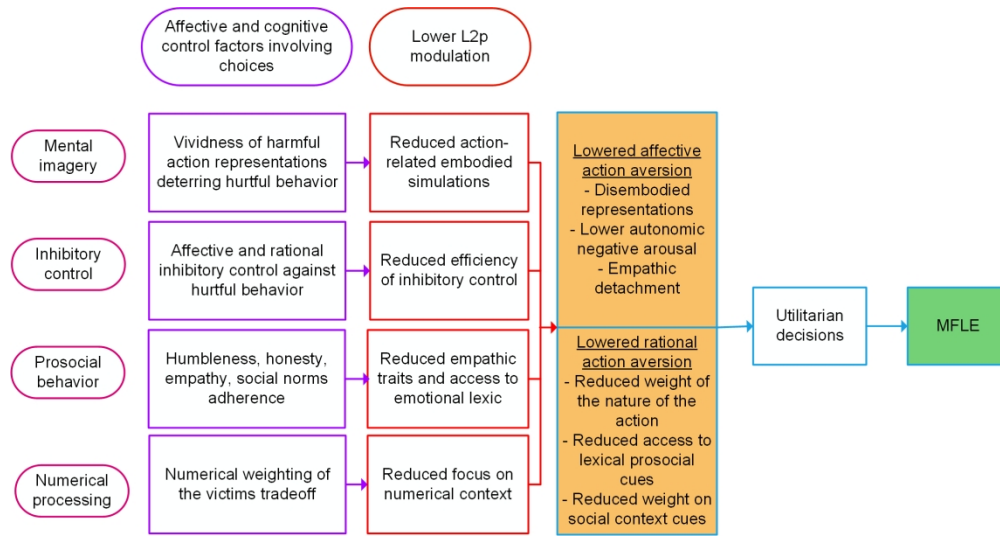 Affective and cognitive
control factors involving
choices
Lower L2p
modulation
Mental
imagery
Vividness of harmful
action representations
deterring hurtful behavior
Reduced action-
related embodied
simulations
Inhibitory
control
Affective and rational
inhibitory control against
hurtful behavior
Reduced efficiency
of inhibitory control
Prosocial
behavior
Humbleness, honesty,
empathy, social norms
adherence
Reduced empathic
traits and access to
emotional lexic
Numerical
processing
Numerical weighting of
the victims tradeoff
Reduced focus on
numerical context
Lowered affective
action aversion
- Disembodied
representations
- Lower autonomic
negative arousal
- Empathic
detachment
Lowered rational
action aversion
- Reduced weight of
the nature of the
action
- Reduced access to
lexical prosocial
cues
- Reduced weight on
social context cues
Utilitarian
decisions
MFLE